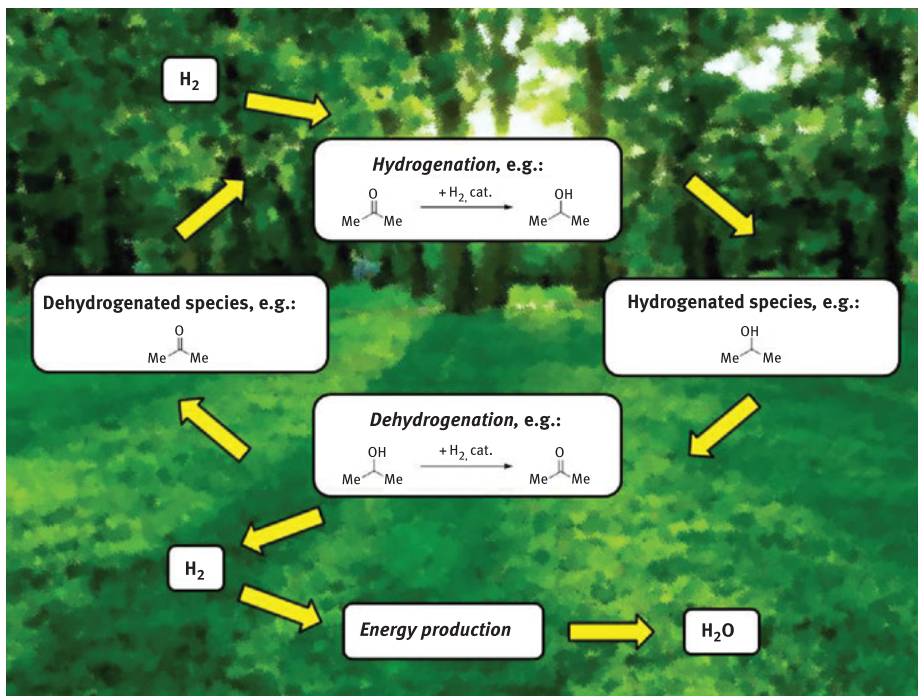 H₂
Hydrogenation, e.g.:
O
Me Me
+ H₂, cat.
OH
Me Me
Dehydrogenated species, e.g.:
O
Me Me
Hydrogenated species, e.g.:
OH
Me Me
Dehydrogenation, e.g.:
OH
Me Me
+ H₂, cat.
O
Me Me
H₂
Energy production
H₂O